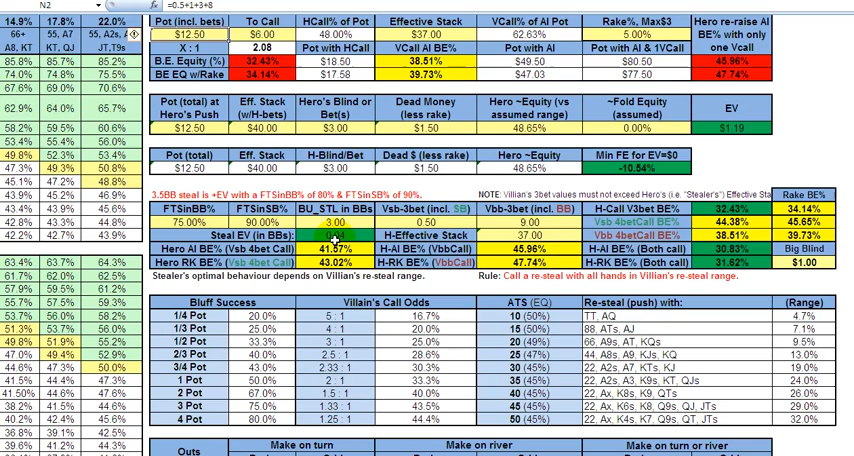 N2 fx =0.5+1+3+8
14.9% 17.8% 22.0% Pot (incl. bets) To Call HCall% of Pot Effective Stack VCall% of AI Pot Rake%, Max$3 Hero re-raise AI
66+ 55, A7 55, A2s, $12.50 $6.00 48.00% $37.00 62.63% 5.00% BE% with only
A8, KT KT, QJ JT,T9s X : 1 2.08 Pot with HCall VCall AI BE% Pot with AI Pot with AI & 1VCall one Vcall
85.8% 85.7% 85.2% B.E. Equity (%) 32.43% $18.50 38.51% $49.50 $80.50 45.96%
74.0% 74.8% 75.5% BE EQ w/Rake 34.14% $17.58 39.73% $47.03 $77.50 47.74%
67.6% 69.0% 70.6%
62.9% 64.0% 65.7% Pot (total) at Hero's Push Eff. Stack (w/H-bets) Hero's Blind or Bet(s) Dead Money (less rake) Hero ~Equity (vs assumed range) ~Fold Equity (assumed) EV
58.2% 59.5% 60.6% $12.50 $40.00 $3.00 $1.50 48.65% 0.00% $1.19
53.4% 55.4% 56.0%
49.8% 52.3% 53.4% Pot (total) Eff. Stack H-Blind/Bet Dead $ (less rake) Hero ~Equity Min FE for EV=$0
47.3% 49.3% 50.8% $12.50 $40.00 $3.00 $1.50 48.65% -10.54%
45.1% 47.2% 48.8%
43.9% 45.2% 46.9% 3.5BB steal is +EV with a FTSinBB% of 80% & FTSinSB% of 90%. NOTE: Villian's 3bet values must not exceed Hero's (i.e. "Stealer's") Effective Sta Rake BE%
43.4% 43.9% 45.6% FTSinBB% FTSinSB% BU_STL in BBs Vsb-3bet (incl. SB) Vbb-3bet (incl. BB) H-Call V3bet BE% 32.43% 34.14%
42.8% 43.3% 44.8% 75.00% 90.00% 3.00 0.50 9.00 Vsb 4betCall BE% 44.38% 45.65%
42.2% 42.7% 43.9% Steal EV (in BBs): H-Effective Stack 37.00 Vbb 4betCall BE% 38.51% 39.73%
Hero AI BE% (Vsb 4bet Call) 41.67% H-AI BE% (VbbCall) 45.96% H-AI BE% (Both call) 30.83% Big Blind
63.4% 63.7% 64.3% Hero RK BE% (Vsb 4bet Call) 43.02% H-RK BE% (VbbCall) 47.74% H-RK BE% (Both call) 31.62% $1.00
61.7% 62.0% 62.5% Stealer's optimal behaviour depends on Villian's re-steal range. Rule: Call a re-steal with all hands in Villian's re-steal range.
57.9% 59.5% 61.2%
55.7% 57.5% 59.3% Bluff Success Villain's Call Odds ATS (EQ) Re-steal (push) with: (Range)
53.7% 56.0% 58.2% 1/4 Pot 20.0% 5 : 1 16.7% 10 (50%) TT, AQ 4.7%
51.3% 53.7% 56.0% 1/3 Pot 25.0% 4 : 1 20.0% 15 (50%) 88, ATs, AJ 7.1%
49.8% 51.9% 55.2% 1/2 Pot 33.3% 3 : 1 25.0% 20 (49%) 66, A9s, AT, KQs 9.5%
47.0% 49.4% 52.9% 2/3 Pot 40.0% 2.5 : 1 28.6% 25 (47%) 44, A8s, A9, KJs, KQ 13.0%
44.6% 47.3% 50.0% 3/4 Pot 43.0% 2.33 : 1 30.3% 30 (45%) 22, A2s, A7, KTs, KJ 19.0%
41.5% 44.4% 47.3% 1 Pot 50.0% 2 : 1 33.3% 35 (45%) 22, A2s, A3, K9s, KT, QJs 24.0%
41.50% 44.6% 47.6% 2 Pot 67.0% 1.5 : 1 40.0% 40 (45%) 22, Ax, K8s, K9, QTs 26.0%
38.2% 41.5% 44.6% 3 Pot 75.0% 1.33 : 1 43.5% 45 (45%) 22, Ax, K6s, K8, Q9s, QJ, JTs 29.0%
40.2% 42.4% 45.6% 4 Pot 80.0% 1.25 : 1 44.4% 50 (45%) 22, Ax, K4s, K7, Q9s, QT, JTs 32.0%
36.8% 39.1% 42.5%
39.6% 41.2% 44.3% Outs Make on turn Make on river Make on turn or river
36.4% 37.8% 41.4%